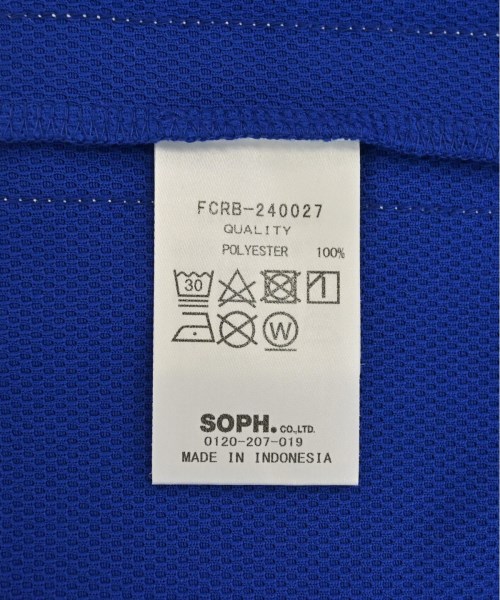 FCRB-240027
QUALITY
POLYESTER 100%
30
W
SOPH. CO.,LTD.
0120-207-019
MADE IN INDONESIA